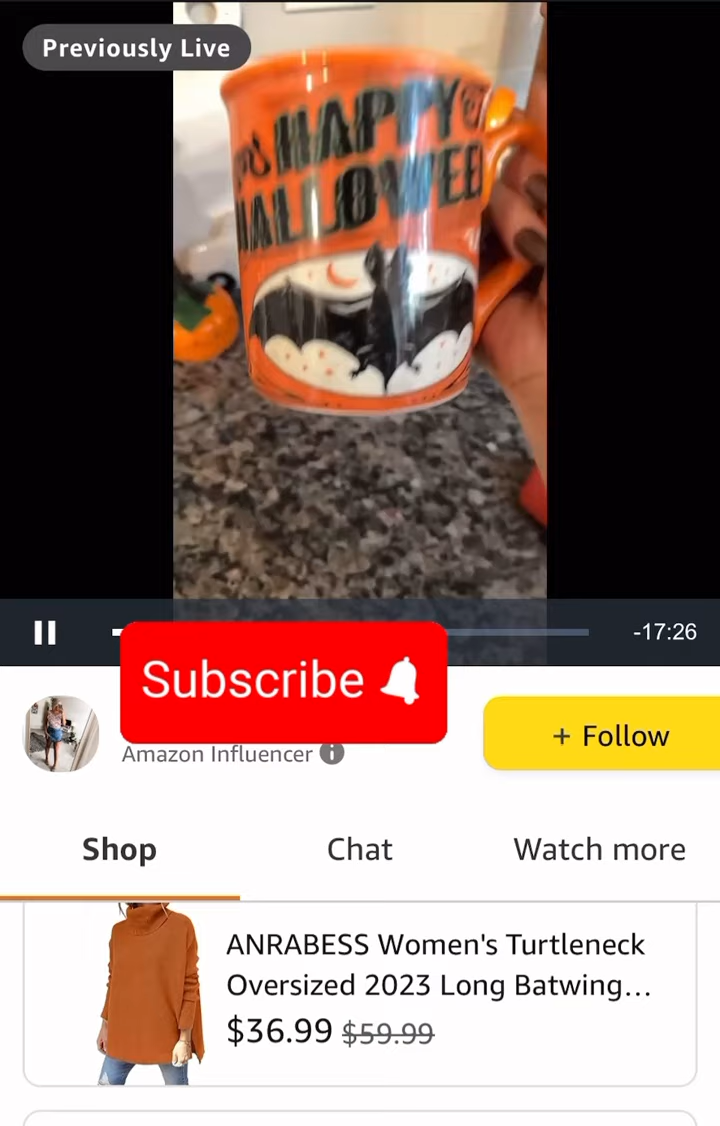 Previously Live
HAPPY
HALLOWEE
-17:26
Subscribe
Amazon Influencer
+ Follow
Shop
Chat
Watch more
ANRABESS Women's Turtleneck
Oversized 2023 Long Batwing...
$36.99 $59.99